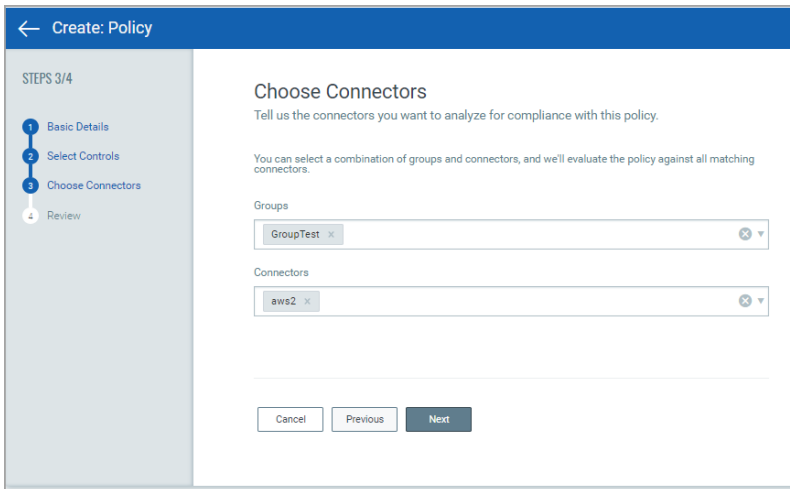 Create: Policy
STEPS 3/4
1 Basic Details
2 Select Controls
3 Choose Connectors
4 Review
Choose Connectors
Tell us the connectors you want to analyze for compliance with this policy.
You can select a combination of groups and connectors, and we'll evaluate the policy against all matching
connectors.
Groups
GroupTest ×
Connectors
aws2 ×
Cancel Previous Next